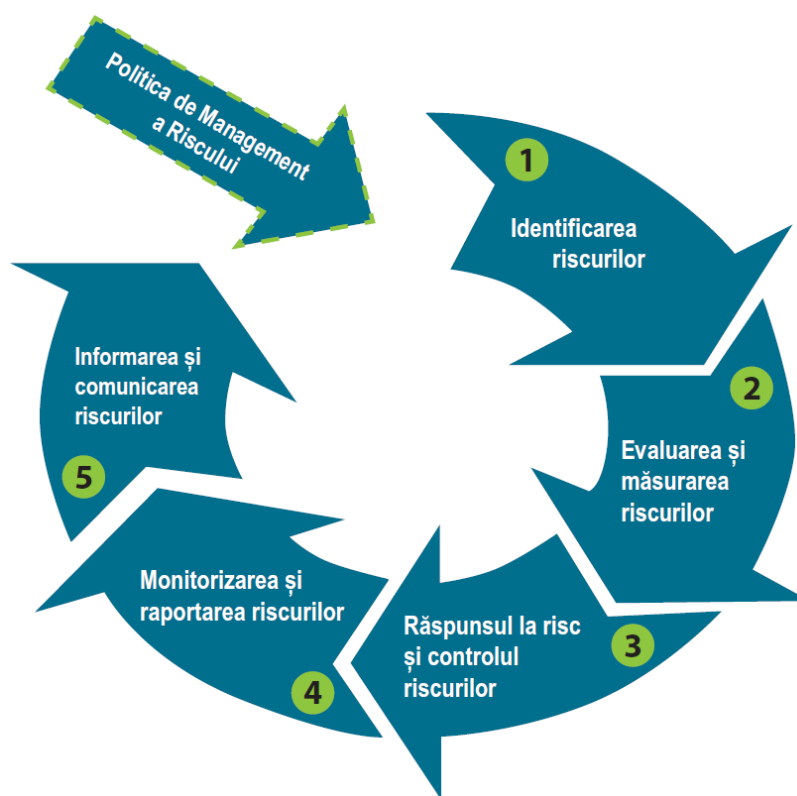 Politica de Management
a Riscului
1
Identificarea
riscurilor
2
Evaluarea și
măsurarea
riscurilor
3
Răspunsul la risc
și controlul
riscurilor
4
Monitorizarea și
raportarea riscurilor
5
Informarea și
comunicarea
riscurilor